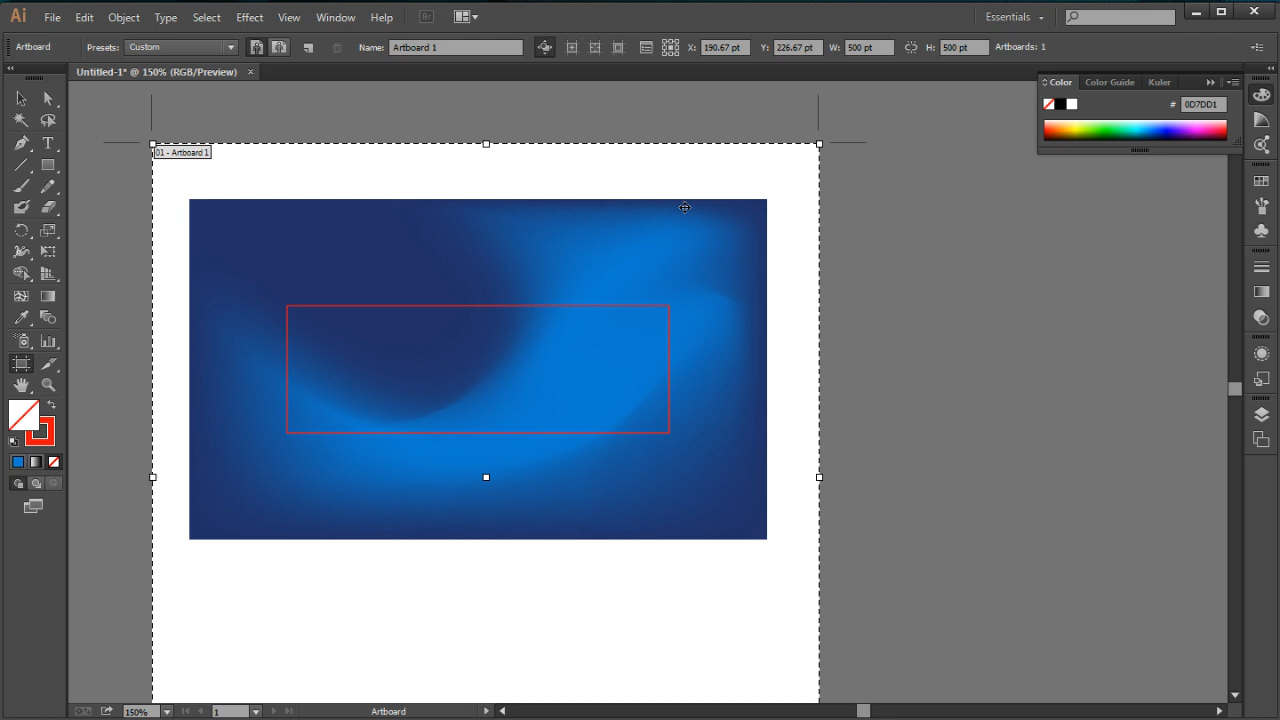 Ai File Edit Object Type Select Effect View Window Help Br Essentials
Artboard Presets: Custom Name: Artboard 1 X: 190.67 pt Y: 226.67 pt W: 500 pt H: 500 pt Artboards: 1
Untitled-1* @ 150% (RGB/Preview) ×
Color Color Guide Kuler
# 0D7DD1
01 - Artboard 1
150% 1 Artboard